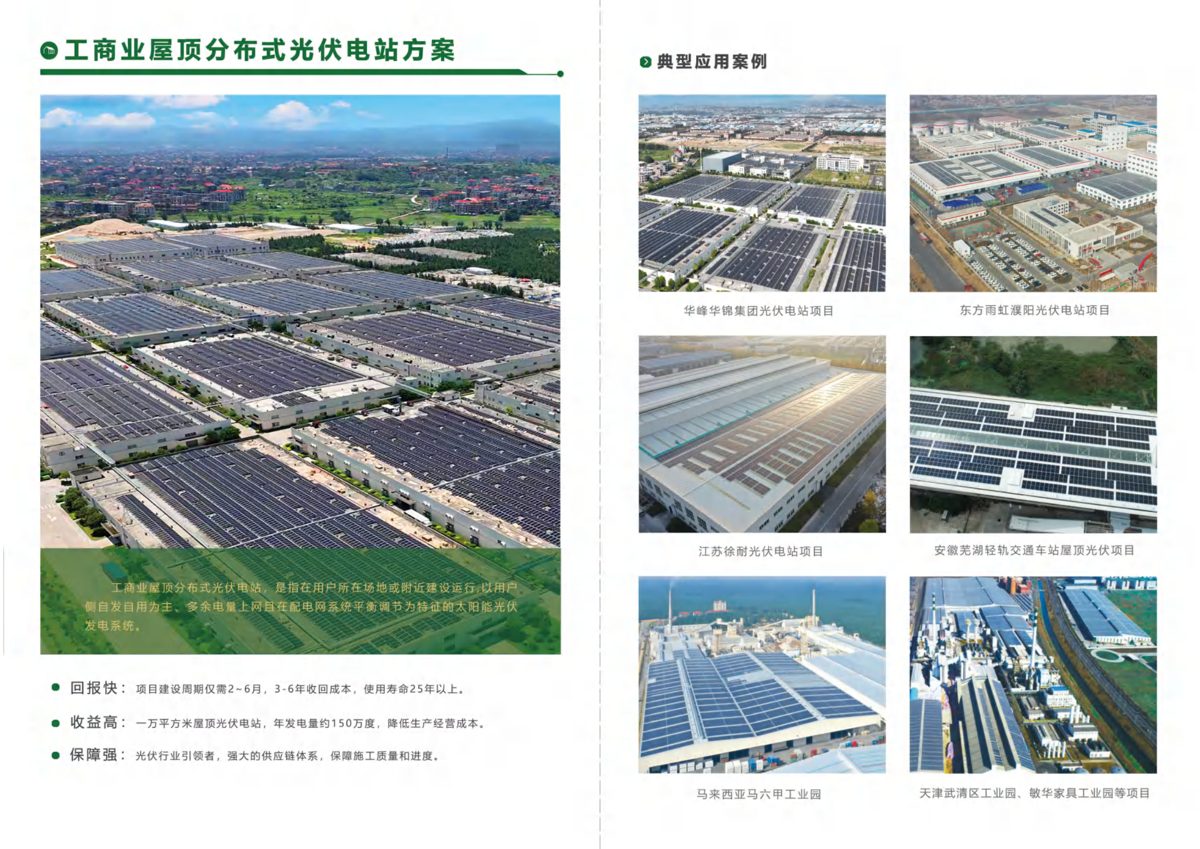 工商业屋顶分布式光伏电站方案
工商业屋顶分布式光伏电站，是指在用户所在场地或附近建设运行,以用户
侧自发自用为主、多余电量上网且在配电网系统平衡调节为特征的太阳能光伏
发电系统。
回报快：项目建设周期仅需2~6月，3-6年收回成本，使用寿命25年以上。
收益高：一万平方米屋顶光伏电站，年发电量约150万度，降低生产经营成本。
保障强：光伏行业引领者，强大的供应链体系，保障施工质量和进度。
典型应用案例
华峰华锦集团光伏电站项目
东方雨虹濮阳光伏电站项目
江苏徐耐光伏电站项目
安徽芜湖轻轨交通车站屋顶光伏项目
马来西亚马六甲工业园
天津武清区工业园、敏华家具工业园等项目